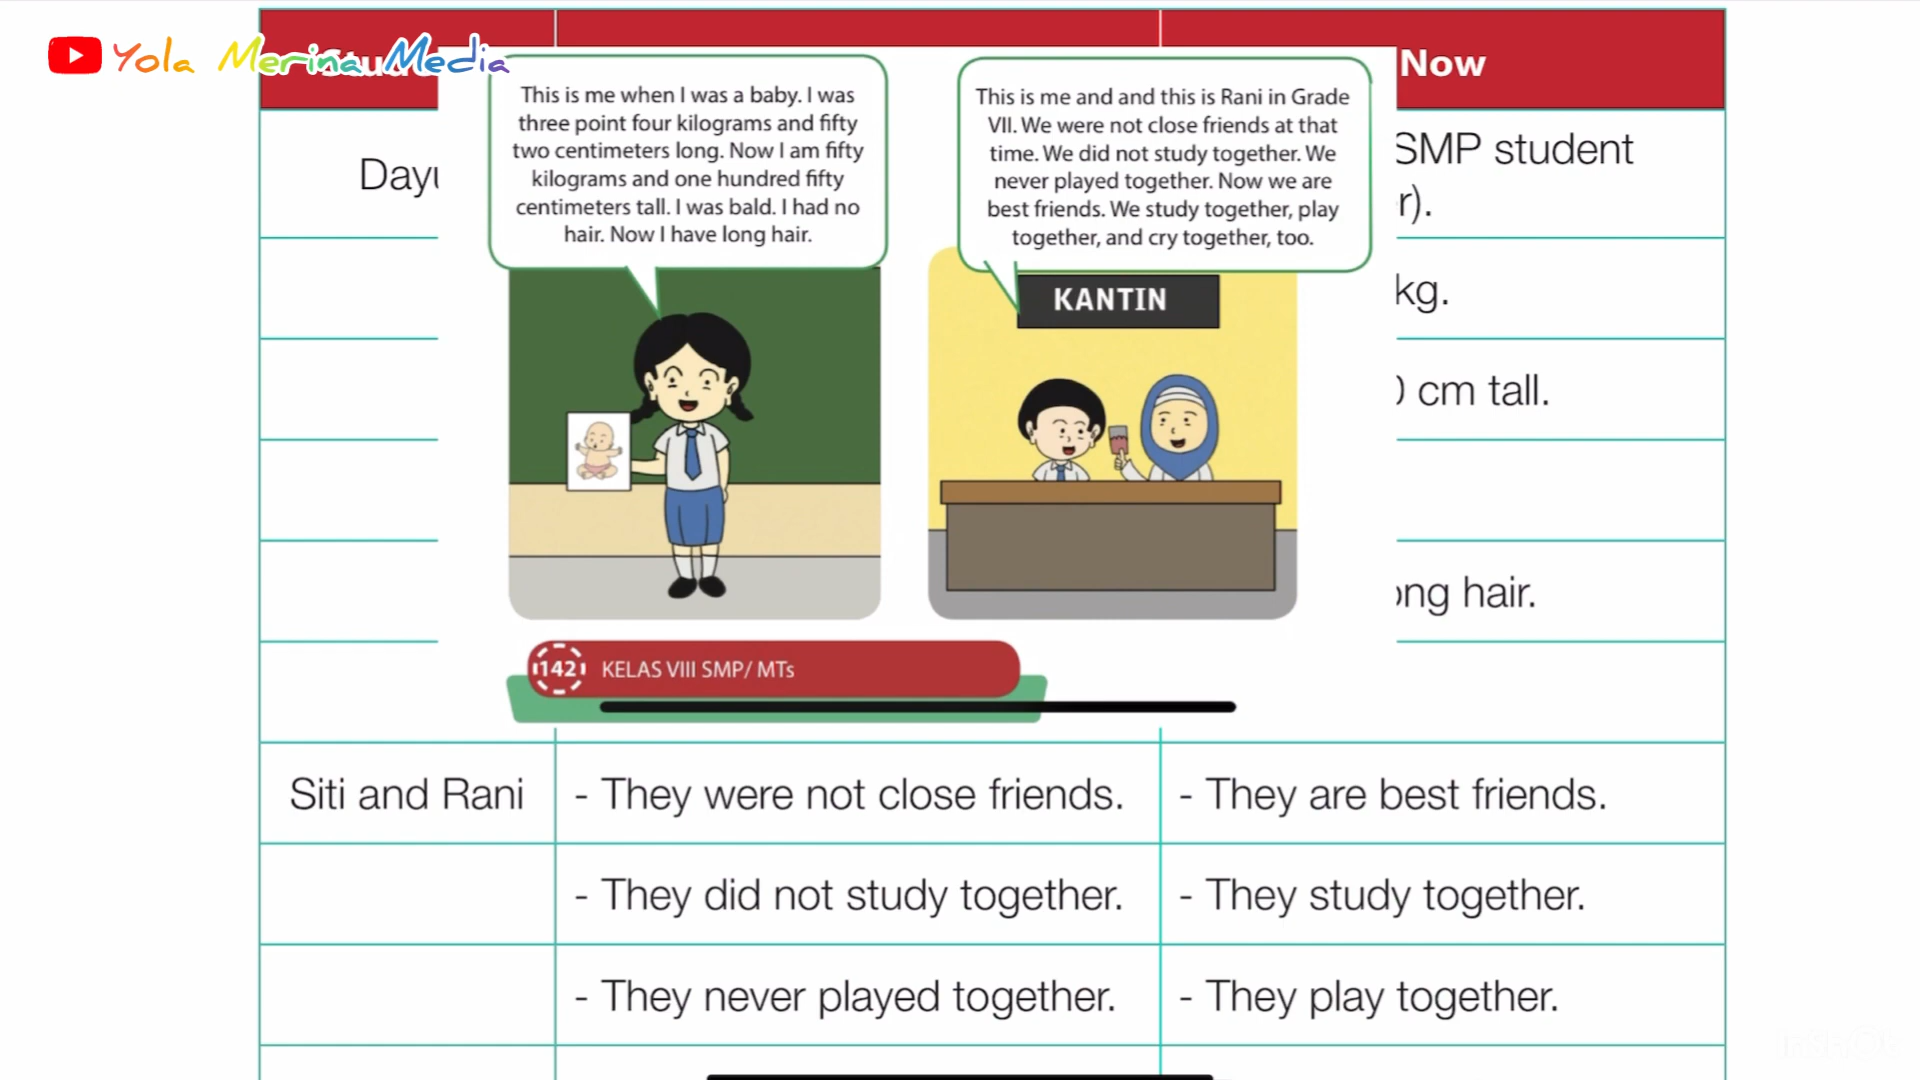 Yola Merina Media
Now
This is me when I was a baby. I was
three point four kilograms and fifty
two centimeters long. Now I am fifty
kilograms and one hundred fifty
centimeters tall. I was bald. I had no
hair. Now I have long hair.
This is me and and this is Rani in Grade
VII. We were not close friends at that
time. We did not study together. We
never played together. Now we are
best friends. We study together, play
together, and cry together, too.
SMP student
r).
kg.
cm tall.
hair.
KANTIN
142 KELAS VIII SMP/ MTs
Siti and Rani
- They were not close friends.
- They are best friends.
- They did not study together.
- They study together.
- They never played together.
- They play together.